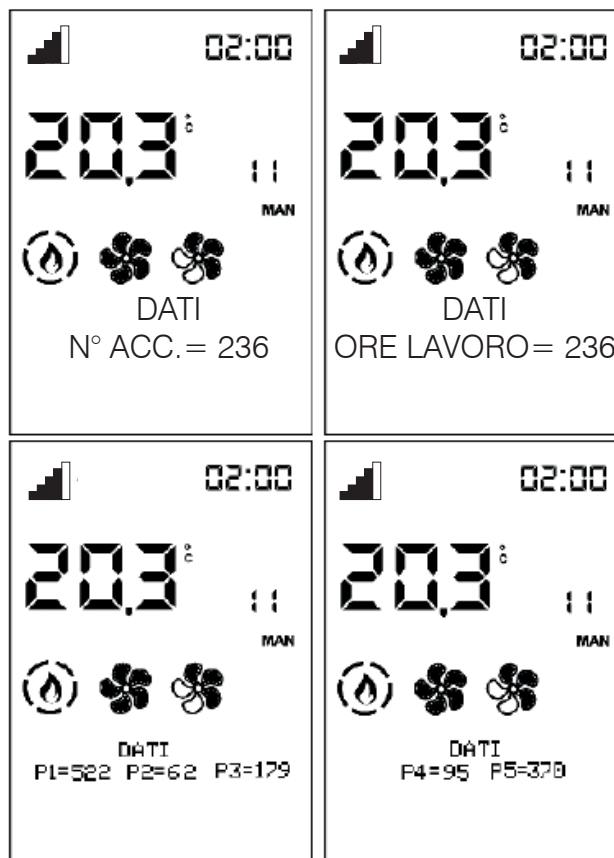 02:00
20,3 °C
11
MAN
DATI
N° ACC.= 236
02:00
20,3 °C
11
MAN
DATI
ORE LAVORO= 236
02:00
20,3 °C
11
MAN
DATI
P1=522 P2=62 P3=179
02:00
20,3 °C
11
MAN
DATI
P4=95 P5=370